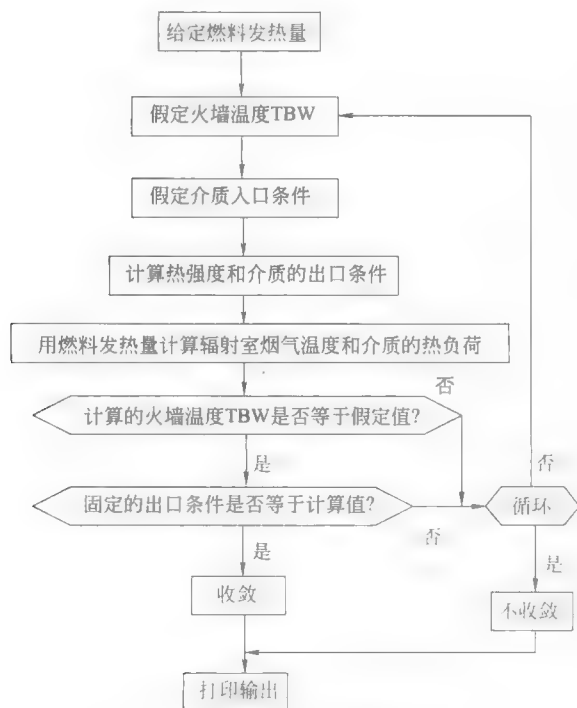 给定燃料发热量
假定火墙温度TBW
假定介质入口条件
计算热强度和介质的出口条件
用燃料发热量计算辐射室烟气温度和介质的热负荷
否
计算的火墙温度TBW是否等于假定值?
是
否
固定的出口条件是否等于计算值?
循环
否
是
是
收敛
不收敛
打印输出